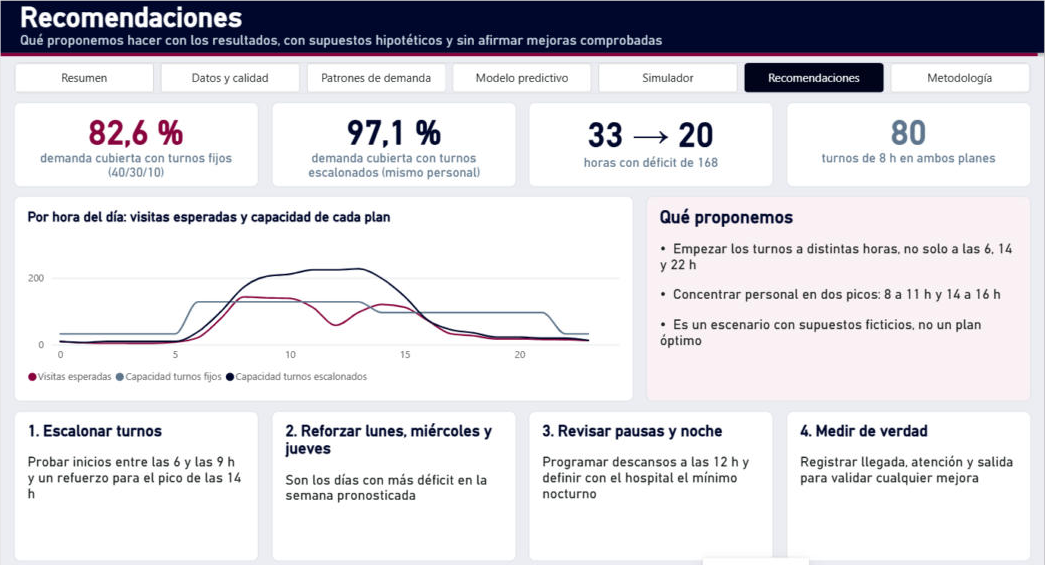 Recomendaciones
Qué proponemos hacer con los resultados, con supuestos hipotéticos y sin afirmar mejoras comprobadas
Resumen
Datos y calidad
Patrones de demanda
Modelo predictivo
Simulador
Recomendaciones
Metodología
82,6 %
demanda cubierta con turnos fijos
(40/30/10)
97,1 %
demanda cubierta con turnos
escalonados (mismo personal)
33 → 20
horas con déficit de 168
80
turnos de 8 h en ambos planes
Por hora del día: visitas esperadas y capacidad de cada plan
200
0
0
5
10
15
20
Visitas esperadas
Capacidad turnos fijos
Capacidad turnos escalonados
Qué proponemos
• Empezar los turnos a distintas horas, no solo a las 6, 14
y 22 h
• Concentrar personal en dos picos: 8 a 11 h y 14 a 16 h
• Es un escenario con supuestos ficticios, no un plan
óptimo
1. Escalonar turnos
Probar inicios entre las 6 y las 9 h
y un refuerzo para el pico de las 14
h
2. Reforzar lunes, miércoles y
jueves
Son los días con más déficit en la
semana pronosticada
3. Revisar pausas y noche
Programar descansos a las 12 h y
definir con el hospital el mínimo
nocturno
4. Medir de verdad
Registrar llegada, atención y salida
para validar cualquier mejora